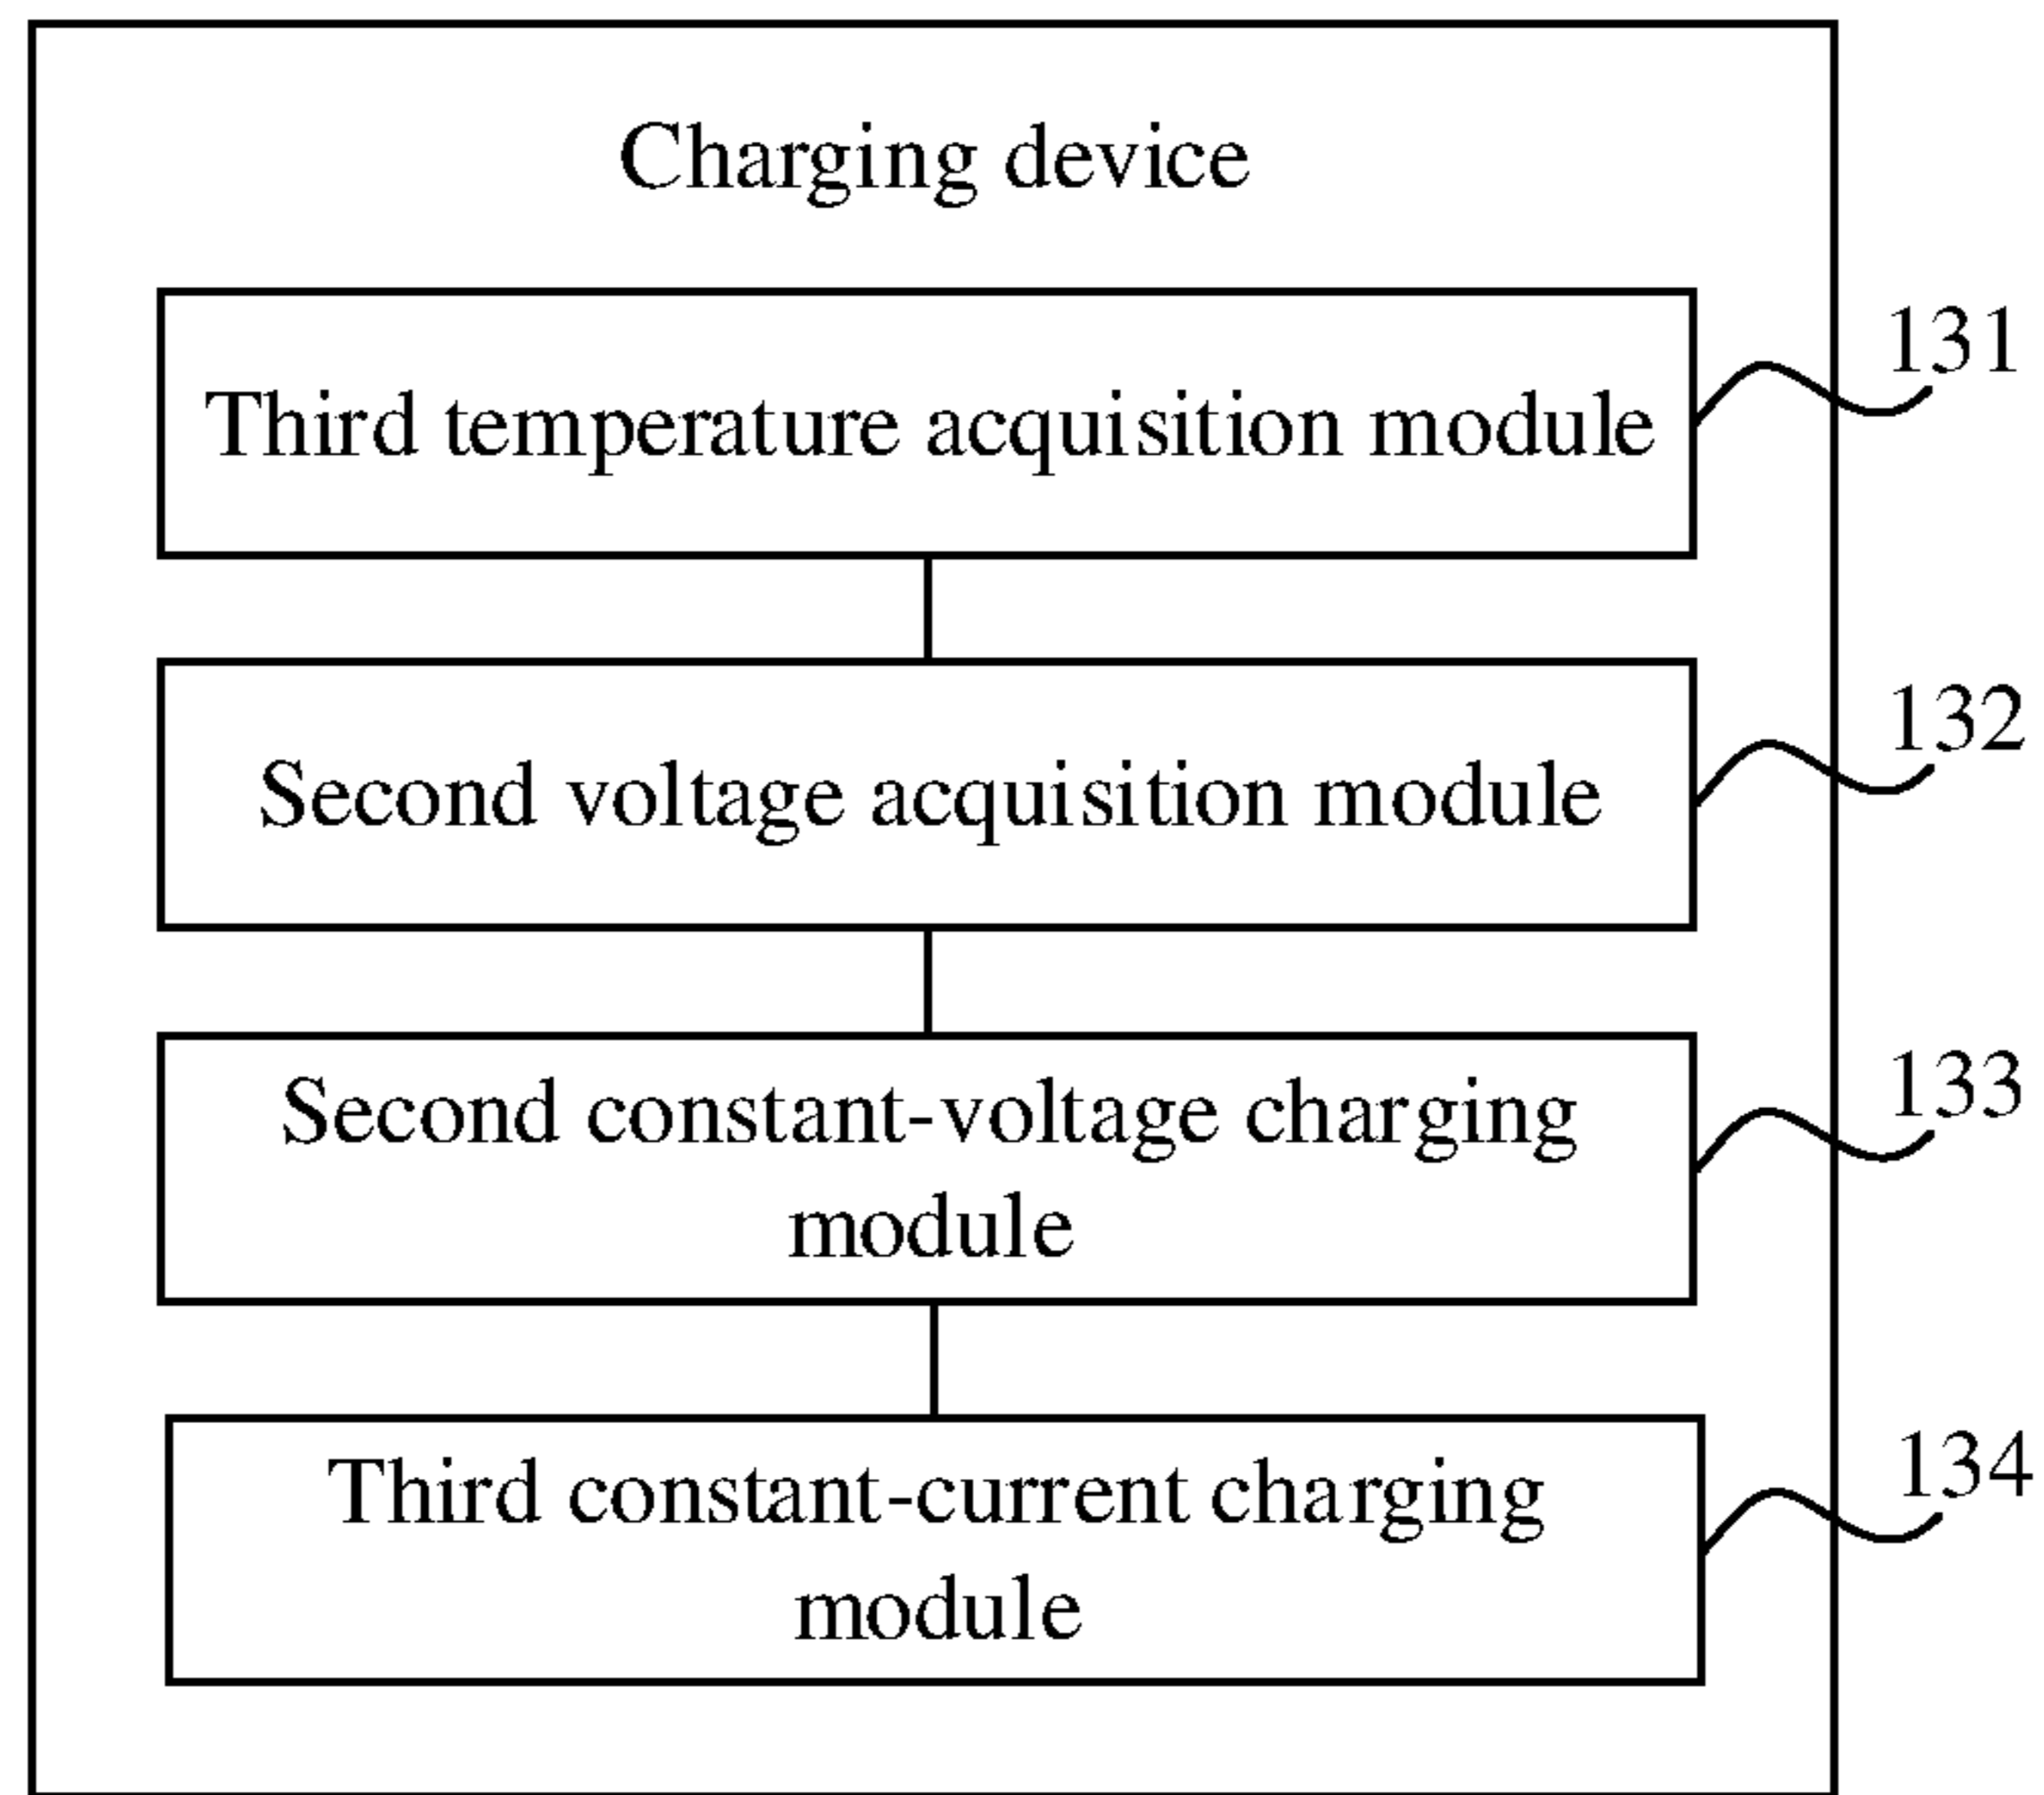 Charging device
131
Third temperature acquisition module
132
Second voltage acquisition module
133
Second constant-voltage charging
module
134
Third constant-current charging
module